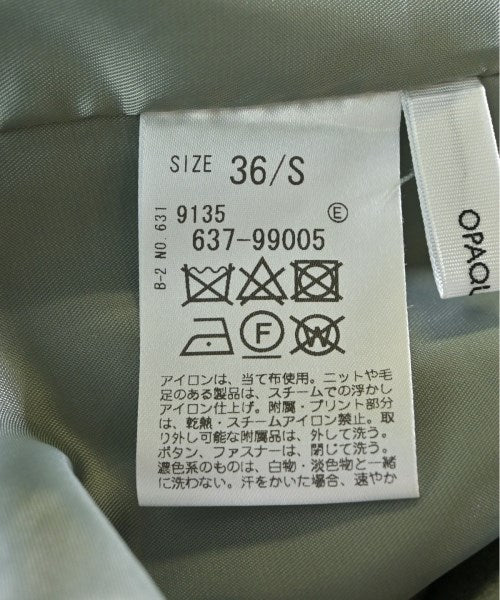 SIZE 36/S
B-2 NO 631
9135 E
637-99005
F
W
アイロンは、当て布使用。ニットや毛
足のある製品は、スチームでの浮かし
アイロン仕上げ。附属・プリント部分
は、乾熱・スチームアイロン禁止。取
り外し可能な附属品は、外して洗う。
ボタン、ファスナーは、閉じて洗う。
濃色系のものは、白物・淡色物と一緒
に洗わない。汗をかいた場合、速やか
OPAQU